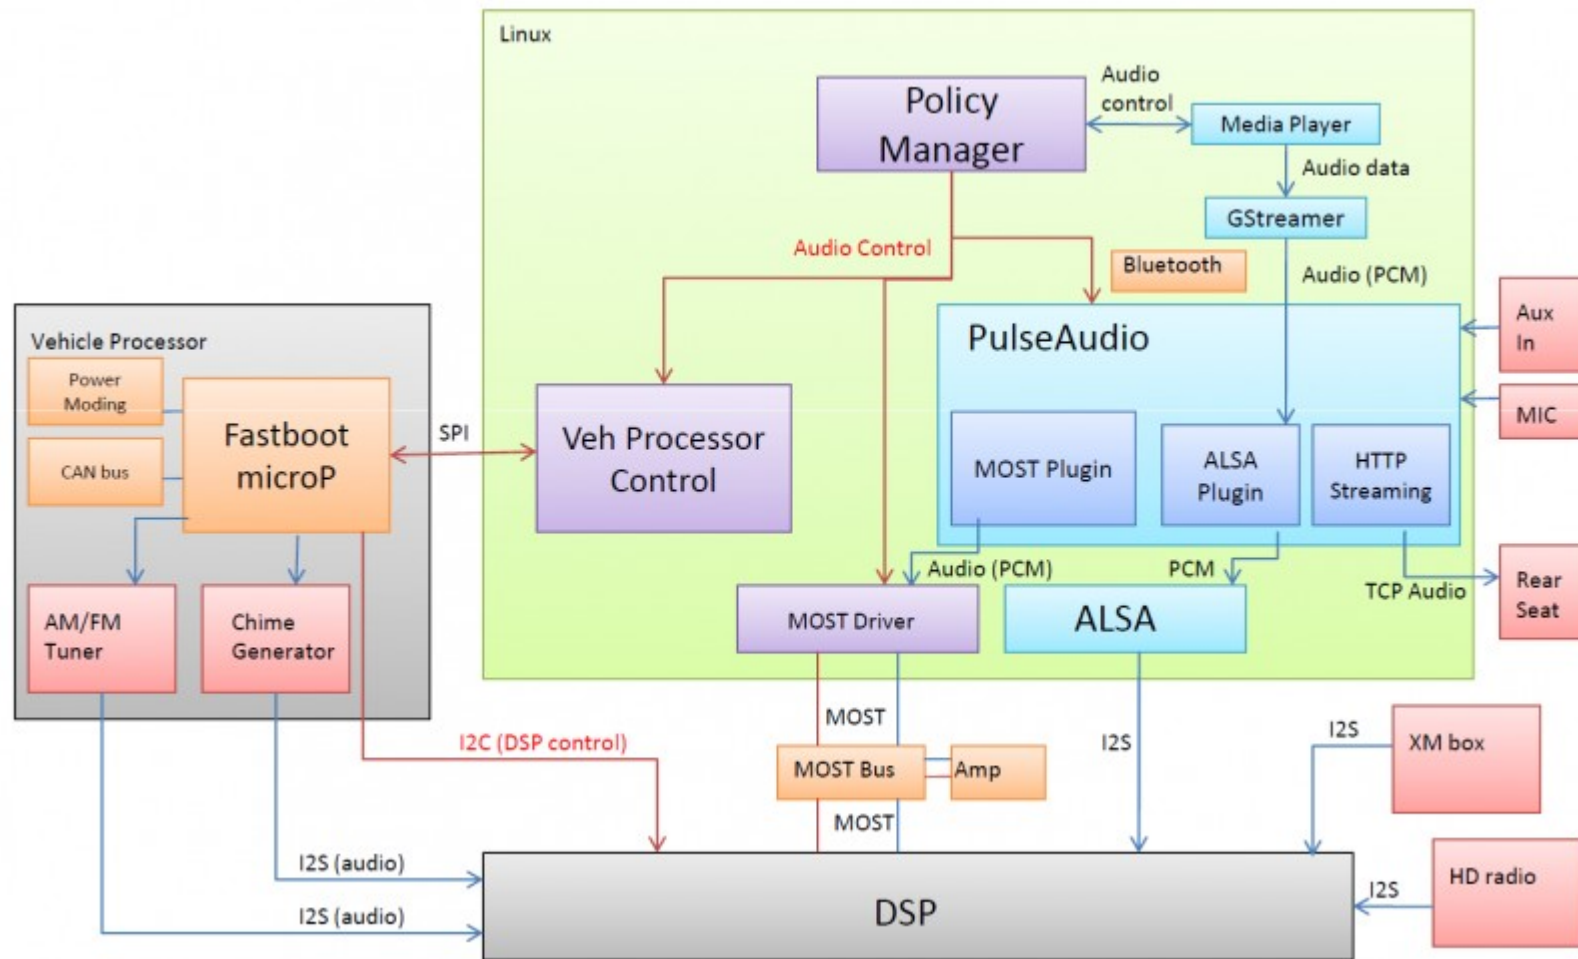 Linux
Policy
Manager
Audio
control
Media Player
Audio data
GStreamer
Audio Control
Bluetooth
Audio (PCM)
Aux
In
PulseAudio
MIC
Vehicle Processor
Power
Moding
CAN bus
Fastboot
microP
SPI
Veh Processor
Control
MOST Plugin
ALSA
Plugin
HTTP
Streaming
Audio (PCM)
PCM
TCP Audio
Rear
Seat
AM/FM
Tuner
Chime
Generator
MOST Driver
ALSA
MOST
I2C (DSP control)
I2S
I2S
XM box
MOST Bus
Amp
MOST
I2S (audio)
I2S (audio)
DSP
I2S
HD radio